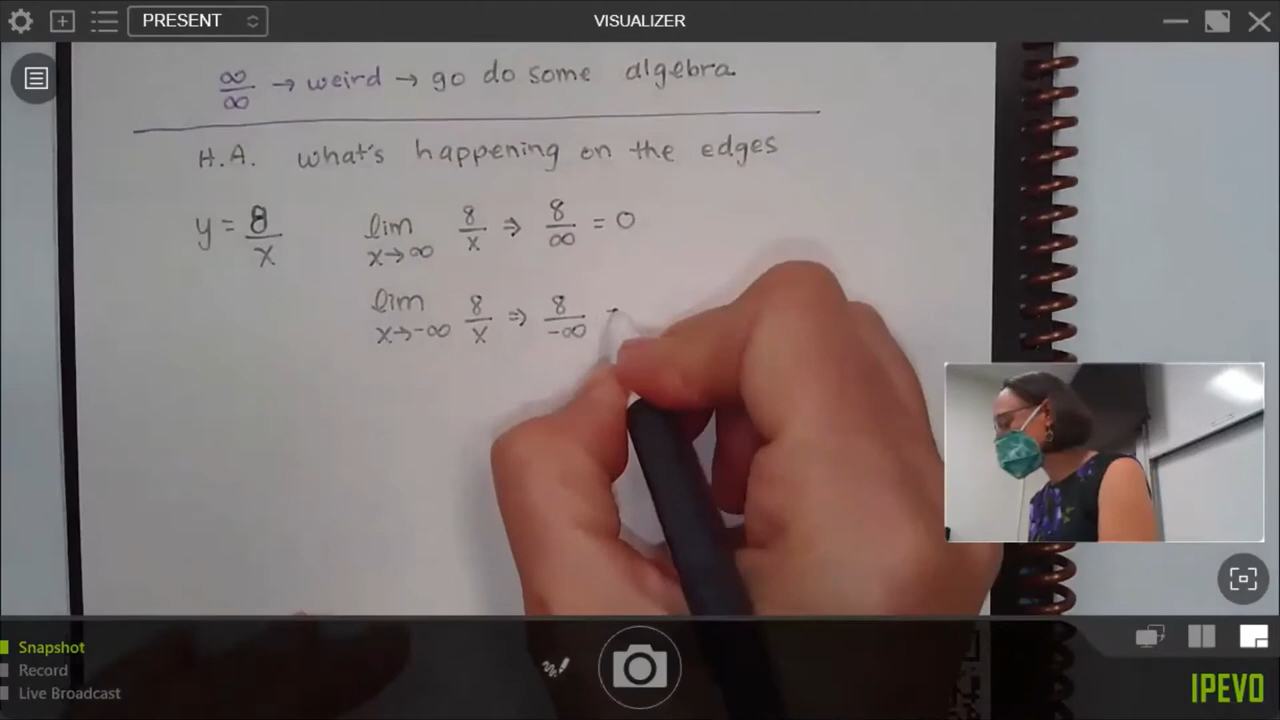 PRESENT
VISUALIZER
∞/∞ → weird → go do some algebra
H.A. what's happening on the edges
y = 8/x lim x→∞ 8/x ⇒ 8/∞ = 0
lim x→-∞ 8/x ⇒ 8/-∞
Snapshot
Record
Live Broadcast
IPEVO